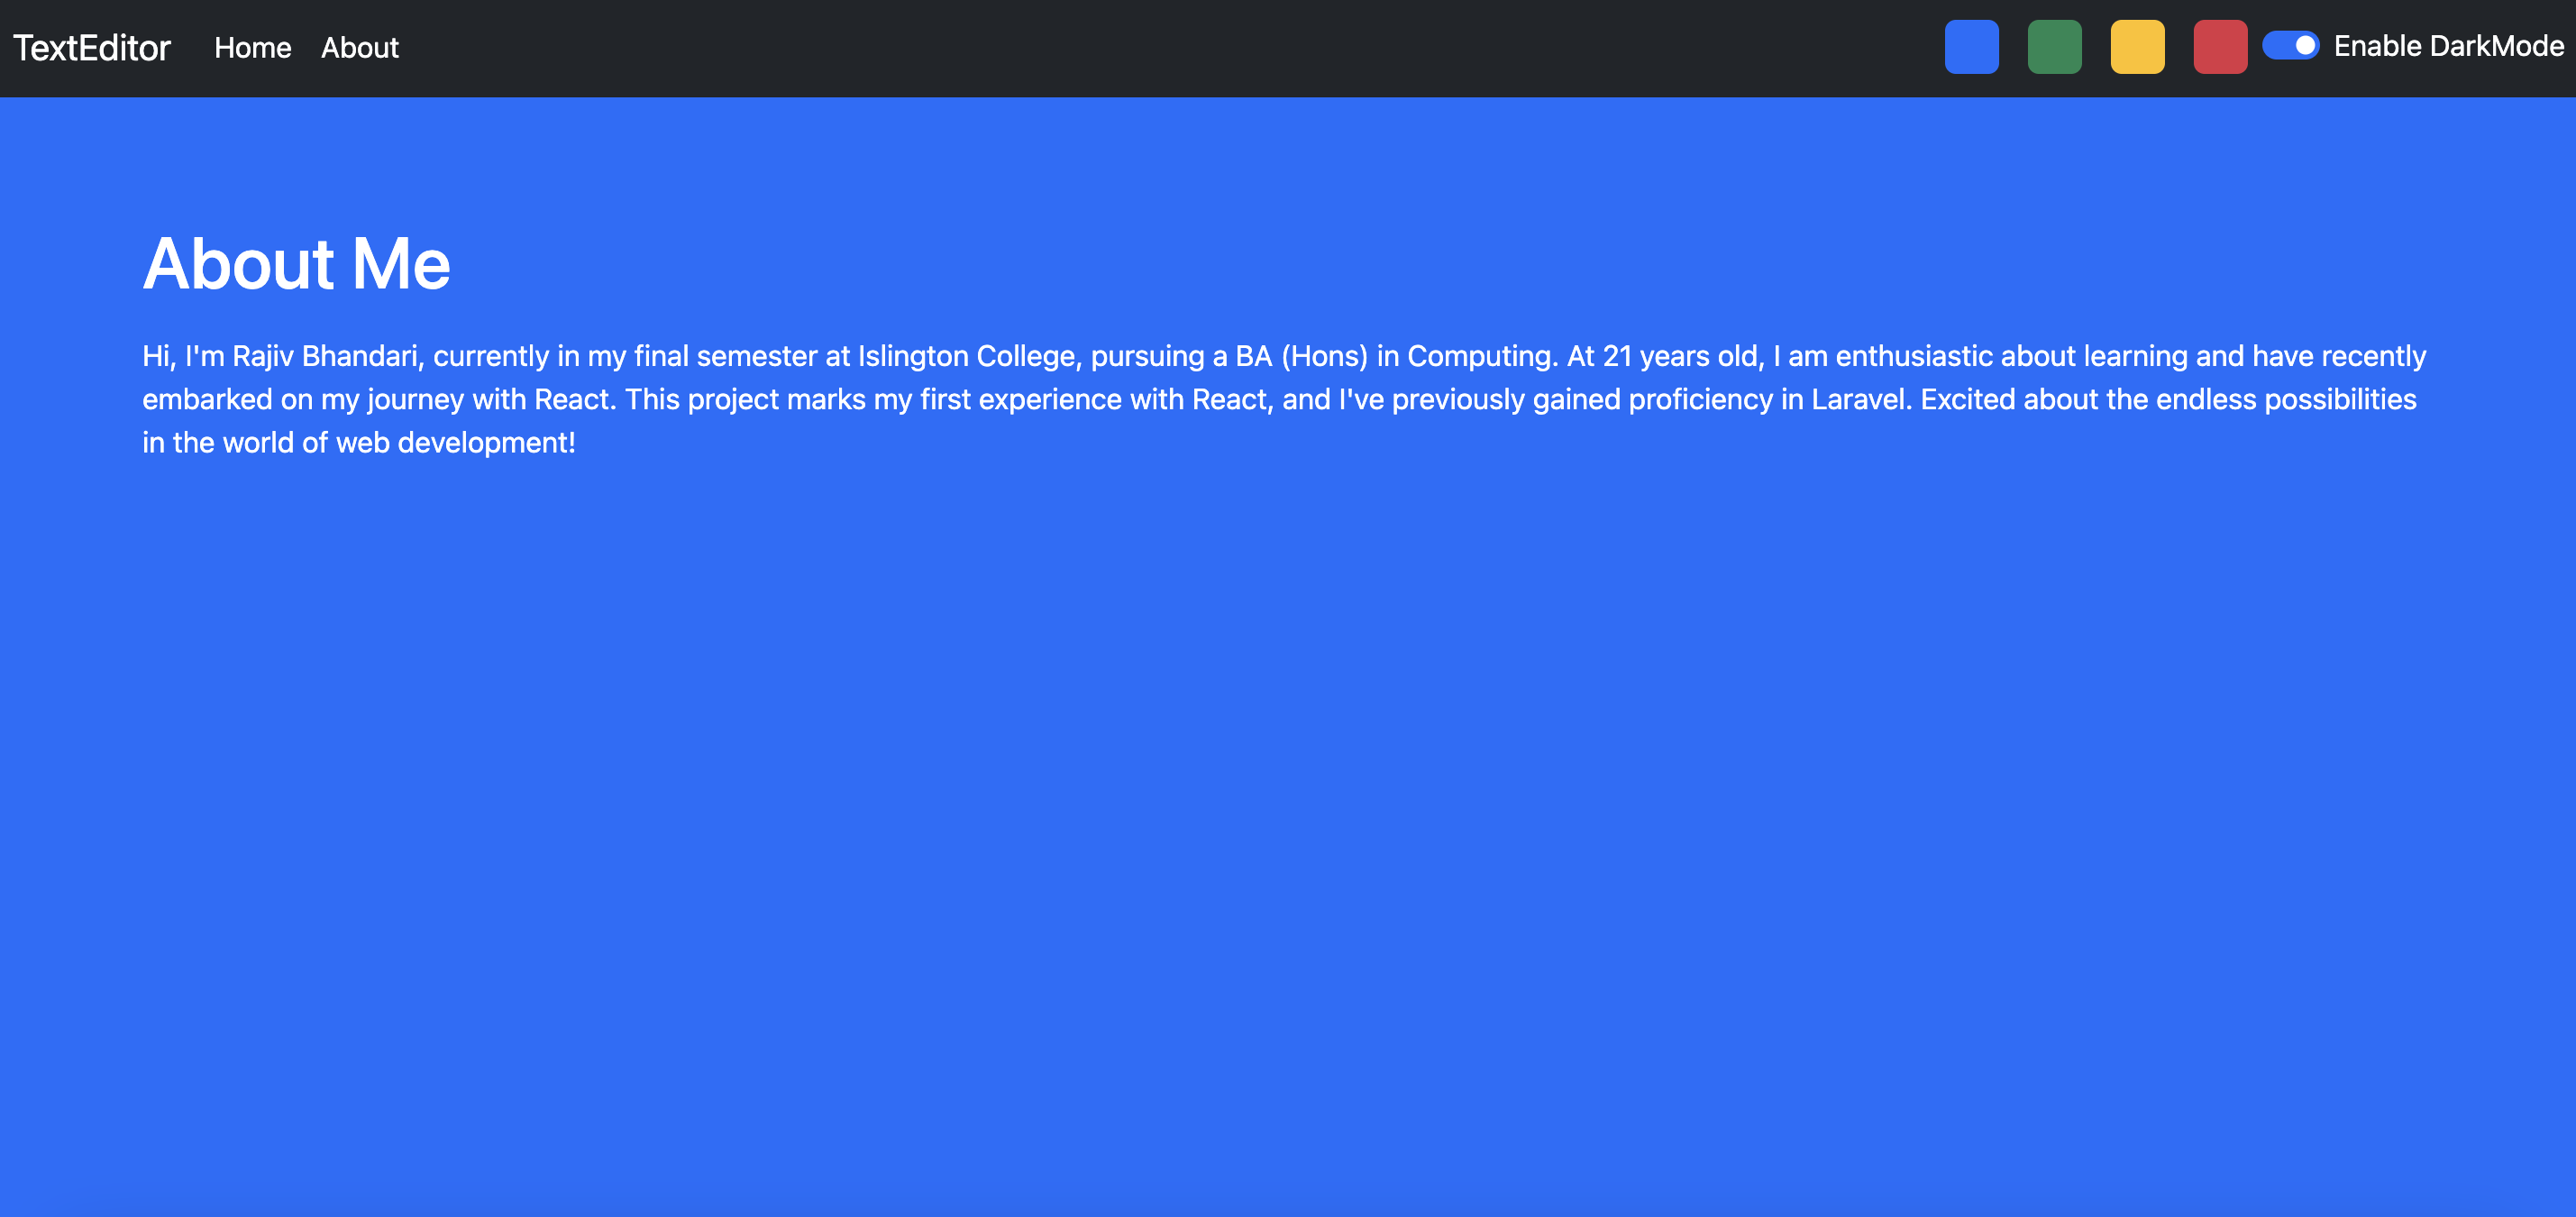 TextEditor Home About Enable DarkMode
About Me
Hi, I'm Rajiv Bhandari, currently in my final semester at Islington College, pursuing a BA (Hons) in Computing. At 21 years old, I am enthusiastic about learning and have recently
embarked on my journey with React. This project marks my first experience with React, and I've previously gained proficiency in Laravel. Excited about the endless possibilities
in the world of web development!